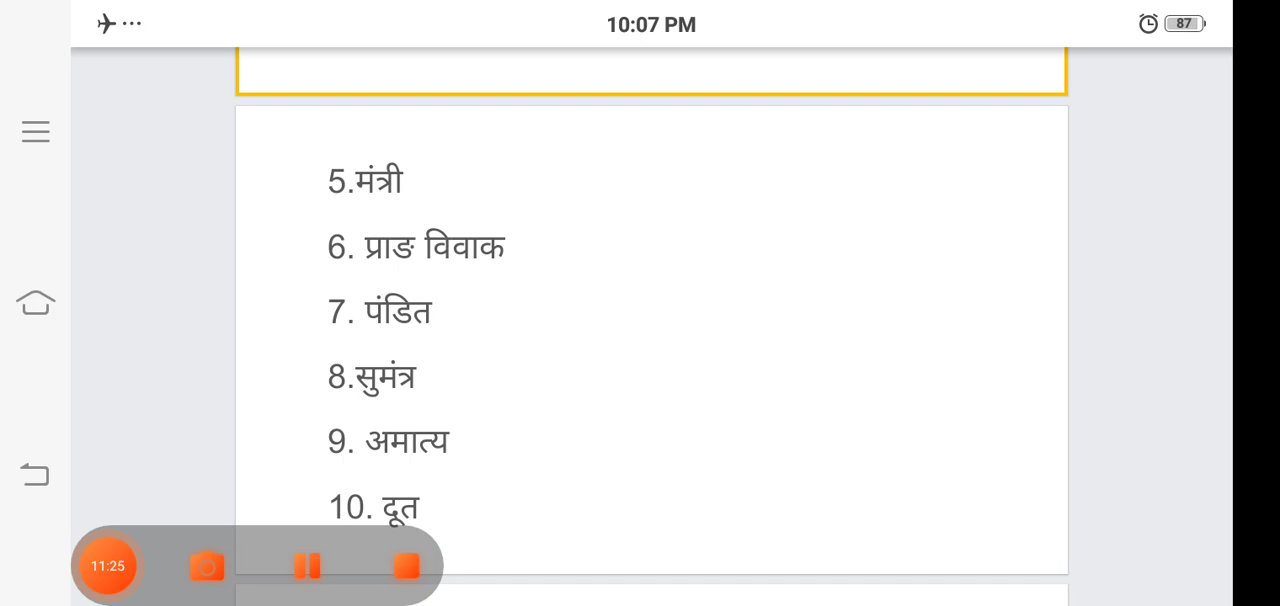 10:07 PM
87
5.मंत्री
6. प्राङ विवाक
7. पंडित
8.सुमंत्र
9. अमात्य
10. दूत
11:25